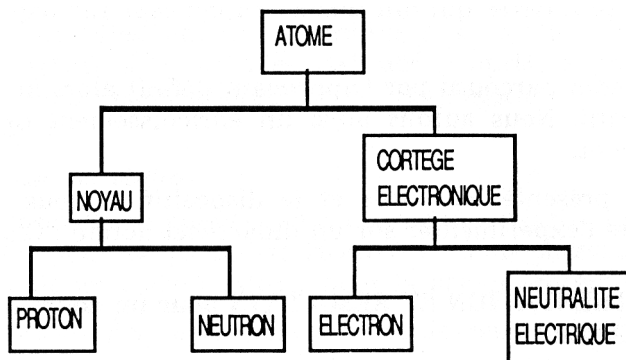 ATOME
NOYAU
CORTEGE
ELECTRONIQUE
PROTON
NEUTRON
ELECTRON
NEUTRALITE
ELECTRIQUE